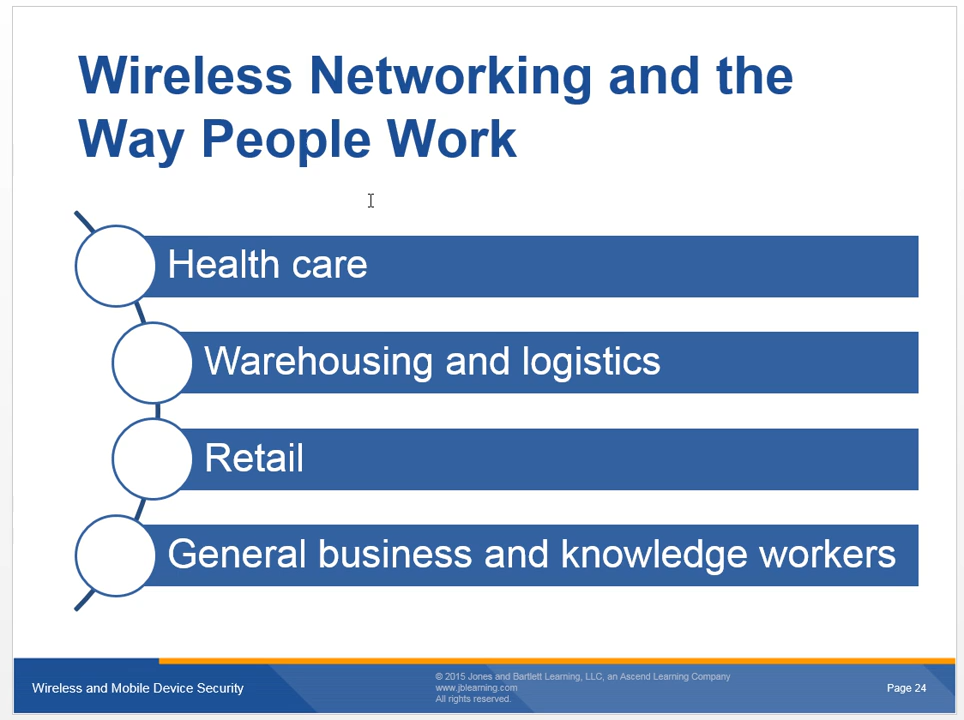 Wireless Networking and the
Way People Work
Health care
Warehousing and logistics
Retail
General business and knowledge workers
Wireless and Mobile Device Security
© 2015 Jones and Bartlett Learning, LLC, an Ascend Learning Company
www.jblearning.com
All rights reserved.
Page 24